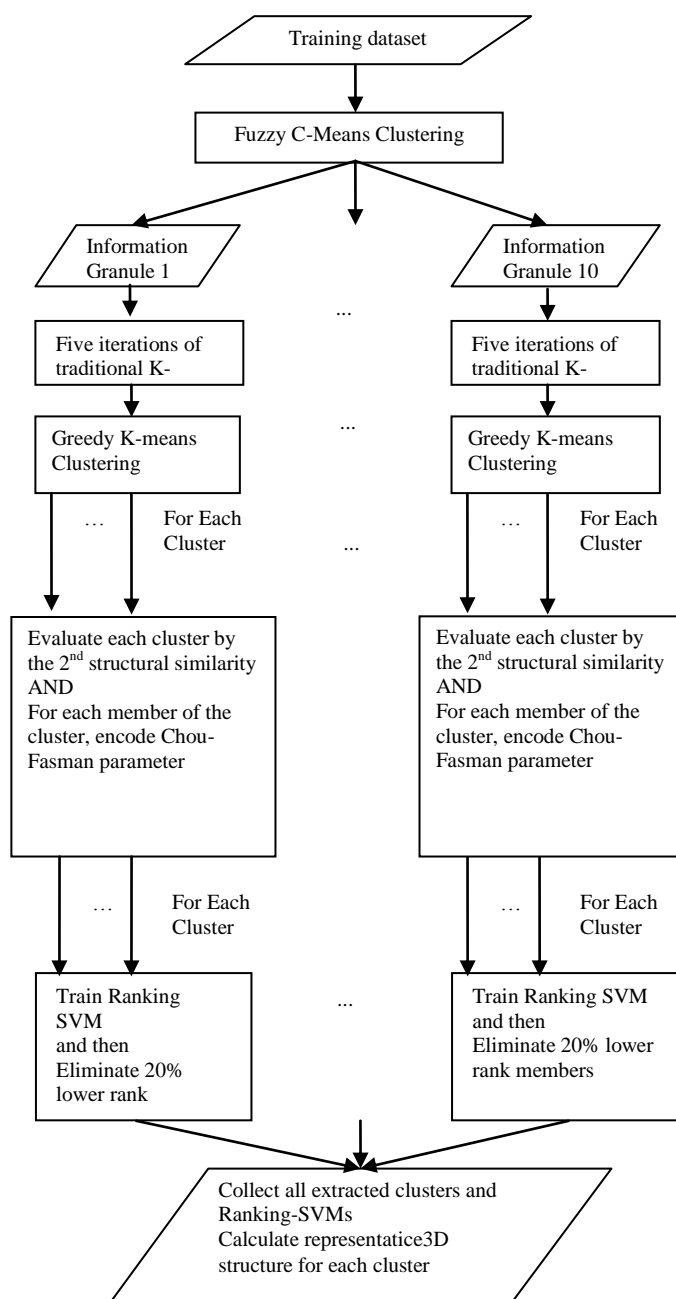 Training dataset
Fuzzy C-Means Clustering
Information
Granule 1
Information
Granule 10
...
Five iterations of
traditional K-
Five iterations of
traditional K-
...
Greedy K-means
Clustering
Greedy K-means
Clustering
…
For Each
Cluster
...
…
For Each
Cluster
Evaluate each cluster by
the 2nd structural similarity
AND
For each member of the
cluster, encode Chou-
Fasman parameter
Evaluate each cluster by
the 2nd structural similarity
AND
For each member of the
cluster, encode Chou-
Fasman parameter
…
For Each
Cluster
…
For Each
Cluster
Train Ranking
SVM
and then
Eliminate 20%
lower rank
...
Train Ranking SVM
and then
Eliminate 20% lower
rank members
Collect all extracted clusters and
Ranking-SVMs
Calculate representatice3D
structure for each cluster